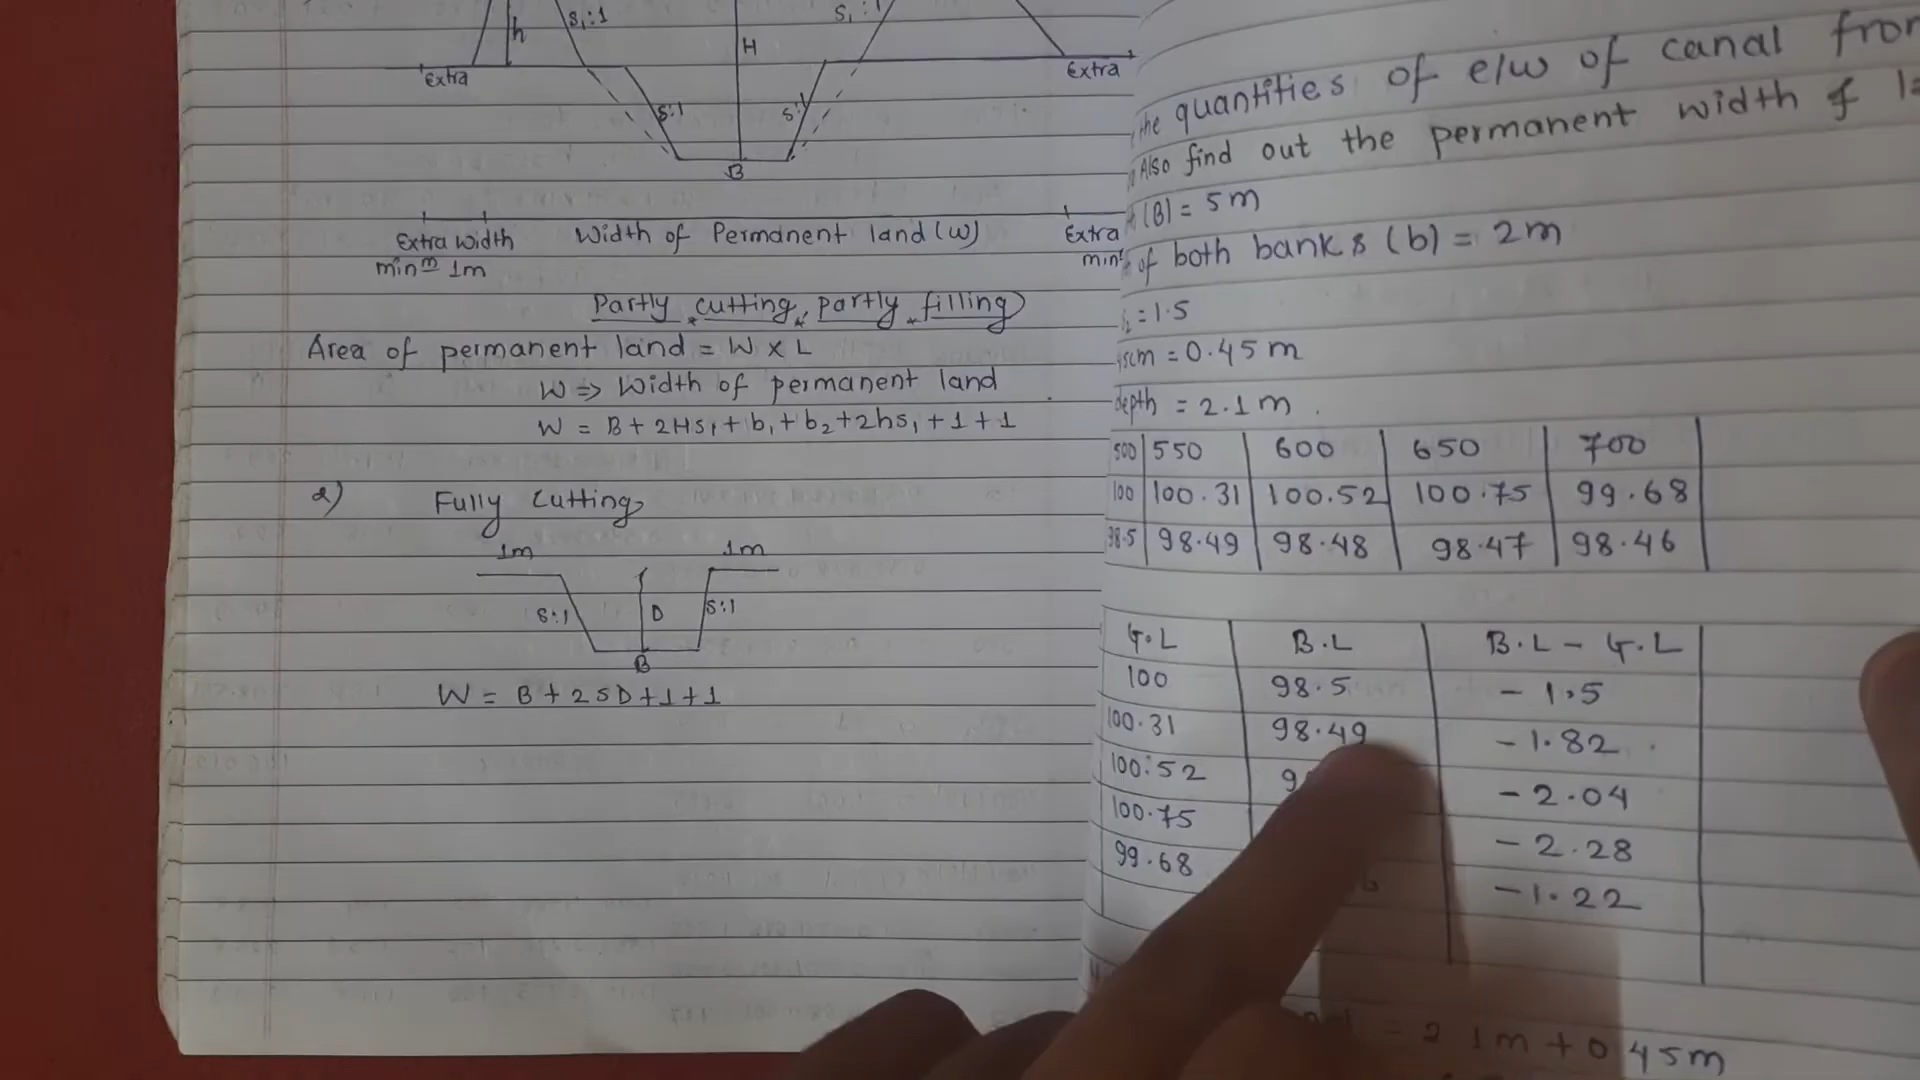 h
S₁:1
S₁:1
H
Extra
Extra
S:1
S:1
B
Extra width
Width of Permanent land (W)
Extra
minᵐ 1m
min
Partly cutting, partly filling
Area of permanent land = W x L
W => Width of permanent land
W = B + 2HS₁ + b₁ + b₂ + 2hs₁ + 1 + 1
2) Fully Cutting
1m 1m
S:1 D S:1
B
W = B + 2SD + 1 + 1
the quantities of e/w of canal from
Also find out the permanent width of
(B) = 5m
of both banks (b) = 2m
= 1.5
= 0.45m
depth = 2.1m.
500 550 600 650 700
100 100.31 100.52 100.75 99.68
98.5 98.49 98.48 98.47 98.46
G.L B.L B.L - G.L
100 98.5 - 1.5
100.31 98.49 - 1.82
100.52 - 2.04
100.75 - 2.28
99.68 - 1.22
= 2.1m + 0.45m